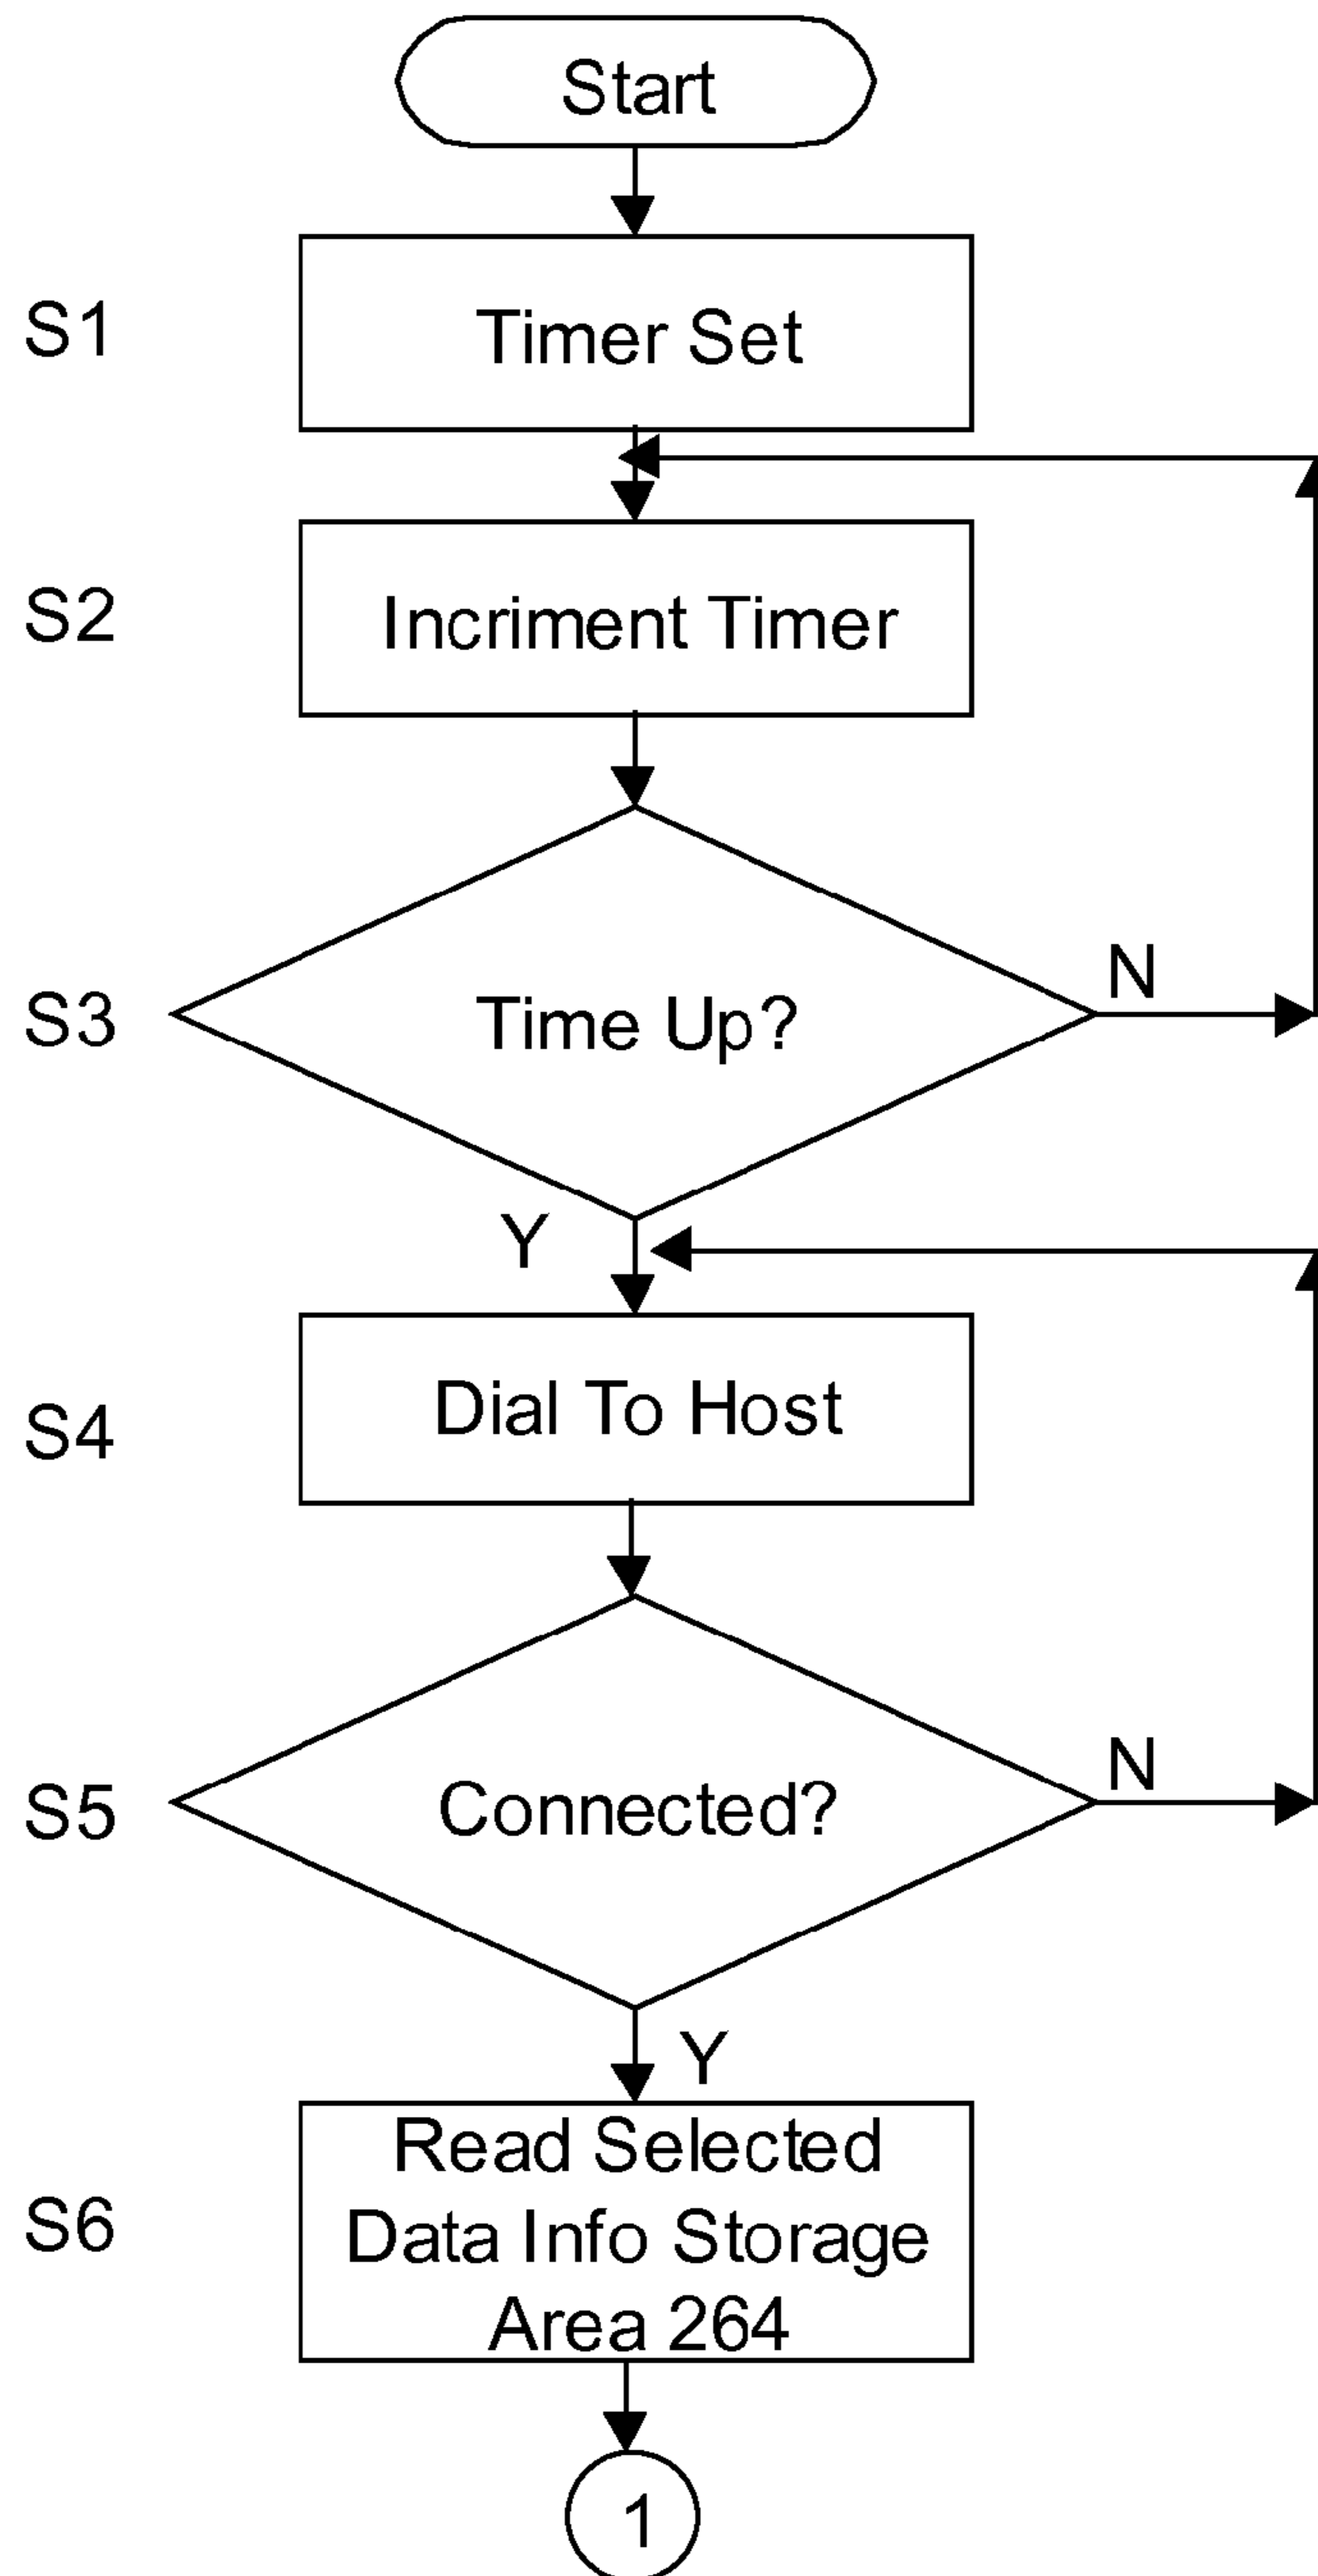 Start
S1
Timer Set
S2
Incriment Timer
S3
Time Up?
N
Y
S4
Dial To Host
S5
Connected?
N
Y
S6
Read Selected
Data Info Storage
Area 264
1